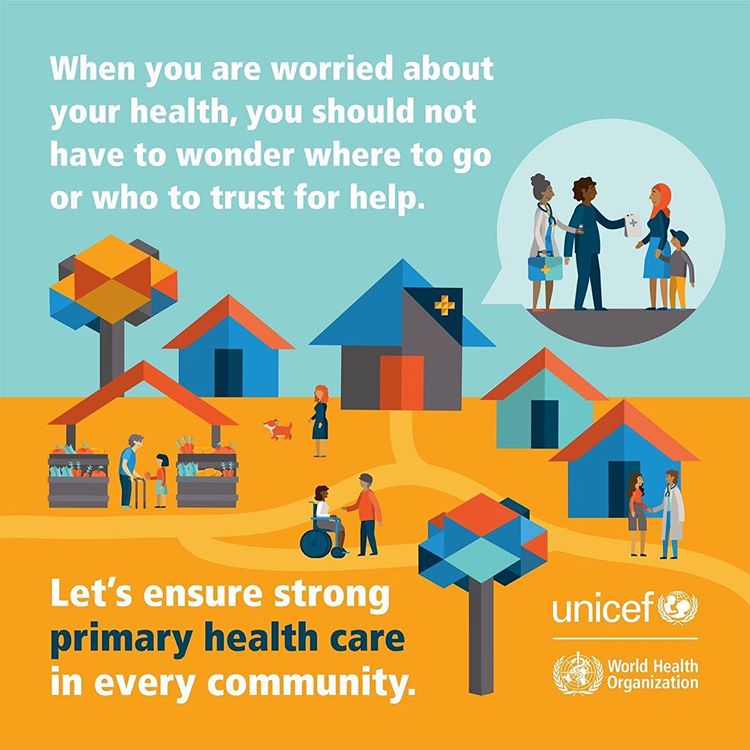 When you are worried about
your health, you should not
have to wonder where to go
or who to trust for help.
Let's ensure strong
primary health care
in every community.
unicef
World Health
Organization